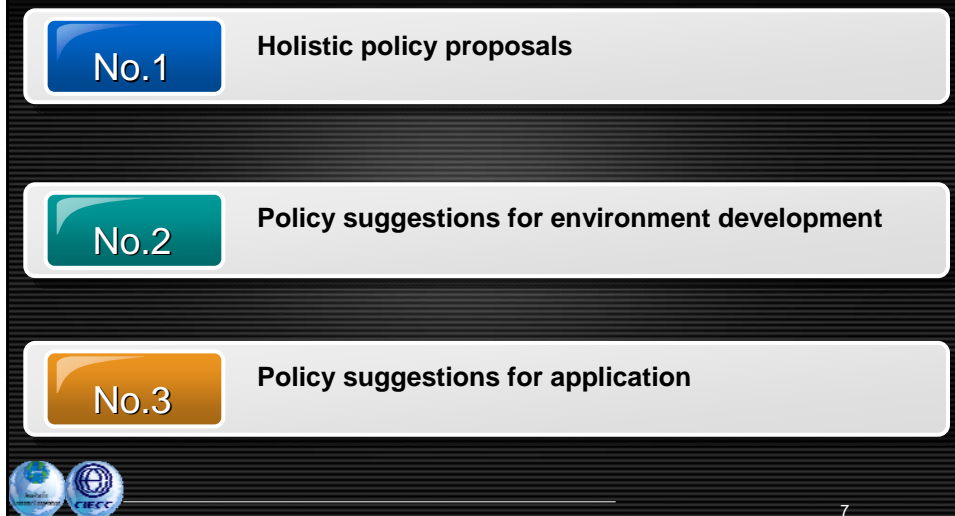 No.1
Holistic policy proposals
No.2
Policy suggestions for environment development
No.3
Policy suggestions for application
CIECC
7